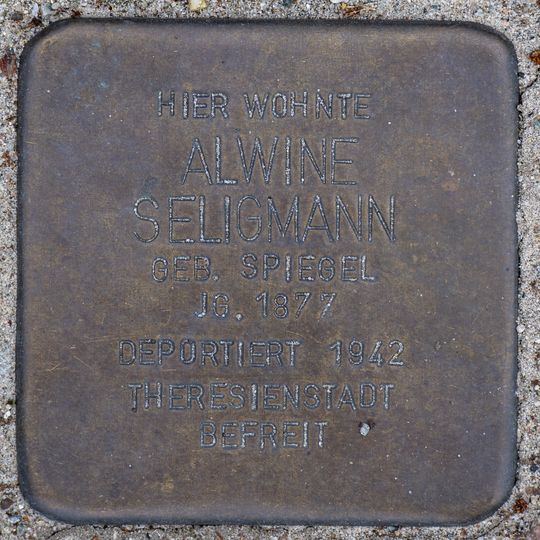 HIER WOHNTE
ALWINE
SELIGMANN
GEB. SPIEGEL
JG. 1877
DEPORTIERT 1942
THERESIENSTADT
BEFREIT